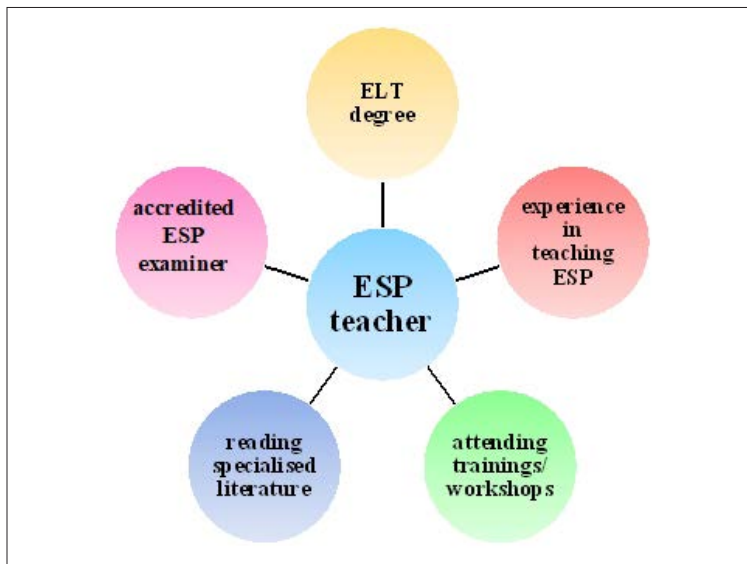 ELT
degree
accredited
ESP
examiner
experience
in
teaching
ESP
ESP
teacher
reading
specialised
literature
attending
trainings/
workshops